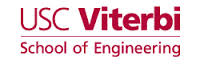 USC Viterbi
School of Engineering